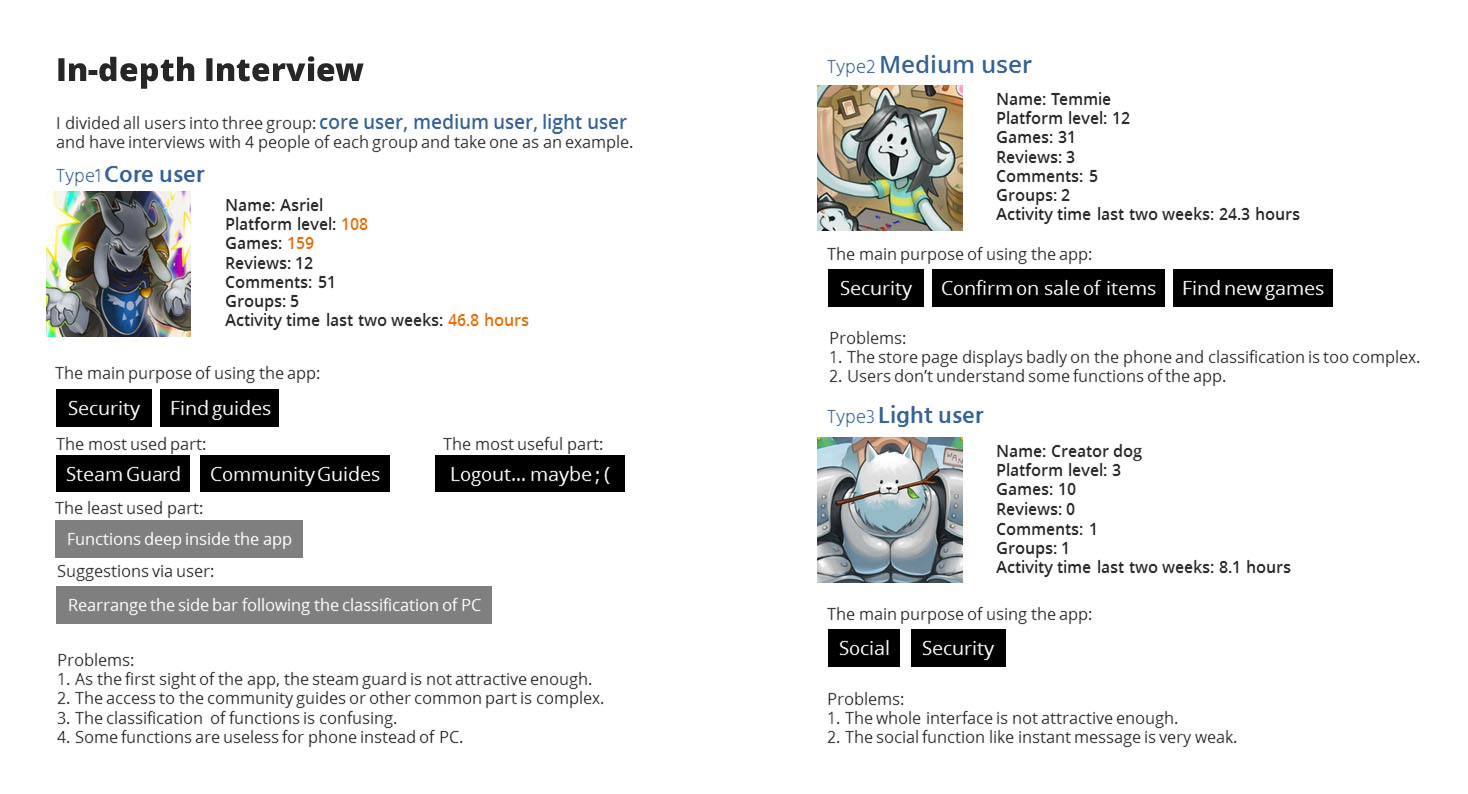 In-depth Interview
I divided all users into three group: core user, medium user, light user
and have interviews with 4 people of each group and take one as an example.
Type1 Core user
Name: Asriel
Platform level: 108
Games: 159
Reviews: 12
Comments: 51
Groups: 5
Activity time last two weeks: 46.8 hours
The main purpose of using the app:
Security
Find guides
The most used part:
Steam Guard
Community Guides
The most useful part:
Logout... maybe ; (
The least used part:
Functions deep inside the app
Suggestions via user:
Rearrange the side bar following the classification of PC
Problems:
1. As the first sight of the app, the steam guard is not attractive enough.
2. The access to the community guides or other common part is complex.
3. The classification of functions is confusing.
4. Some functions are useless for phone instead of PC.
Type2 Medium user
Name: Temmie
Platform level: 12
Games: 31
Reviews: 3
Comments: 5
Groups: 2
Activity time last two weeks: 24.3 hours
The main purpose of using the app:
Security
Confirm on sale of items
Find new games
Problems:
1. The store page displays badly on the phone and classification is too complex.
2. Users don't understand some functions of the app.
Type3 Light user
WAN
Name: Creator dog
Platform level: 3
Games: 10
Reviews: 0
Comments: 1
Groups: 1
Activity time last two weeks: 8.1 hours
The main purpose of using the app:
Social
Security
Problems:
1. The whole interface is not attractive enough.
2. The social function like instant message is very weak.